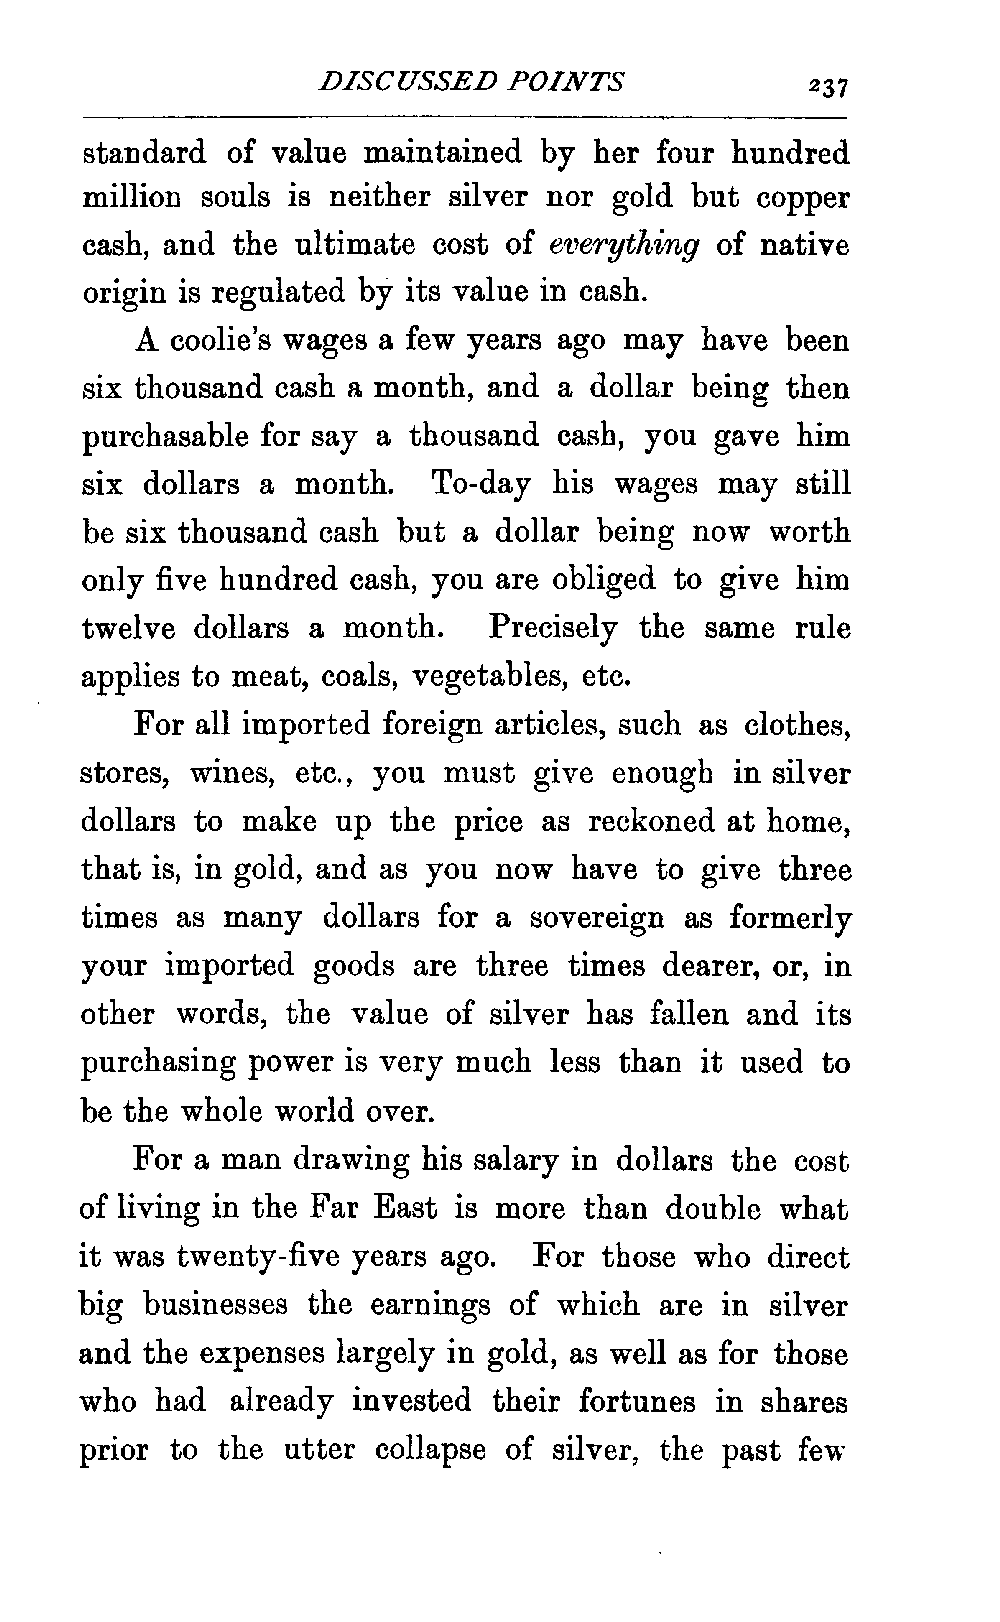 DISCUSSED POINTS 237
standard of value maintained by her four hundred
million souls is neither silver nor gold but copper
cash, and the ultimate cost of everything of native
origin is regulated by its value in cash.
A coolie's wages a few years ago may have been
six thousand cash a month, and a dollar being then
purchasable for say a thousand cash, you gave him
six dollars a month. To-day his wages may still
be six thousand cash but a dollar being now worth
only five hundred cash, you are obliged to give him
twelve dollars a month. Precisely the same rule
applies to meat, coals, vegetables, etc.
For all imported foreign articles, such as clothes,
stores, wines, etc., you must give enough in silver
dollars to make up the price as reckoned at home,
that is, in gold, and as you now have to give three
times as many dollars for a sovereign as formerly
your imported goods are three times dearer, or, in
other words, the value of silver has fallen and its
purchasing power is very much less than it used to
be the whole world over.
For a man drawing his salary in dollars the cost
of living in the Far East is more than double what
it was twenty-five years ago. For those who direct
big businesses the earnings of which are in silver
and the expenses largely in gold, as well as for those
who had already invested their fortunes in shares
prior to the utter collapse of silver, the past few